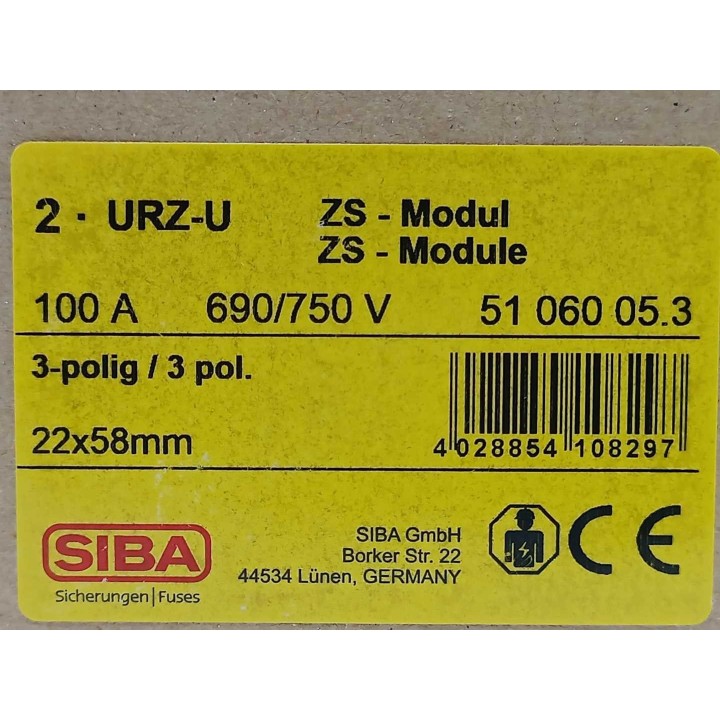 2 · URZ-U ZS - Modul
ZS - Module
100 A 690/750 V 51 060 05.3
3-polig / 3 pol.
22x58mm
4 028854 108297
SIBA
Sicherungen|Fuses
SIBA GmbH
Borker Str. 22
44534 Lünen, GERMANY
CE